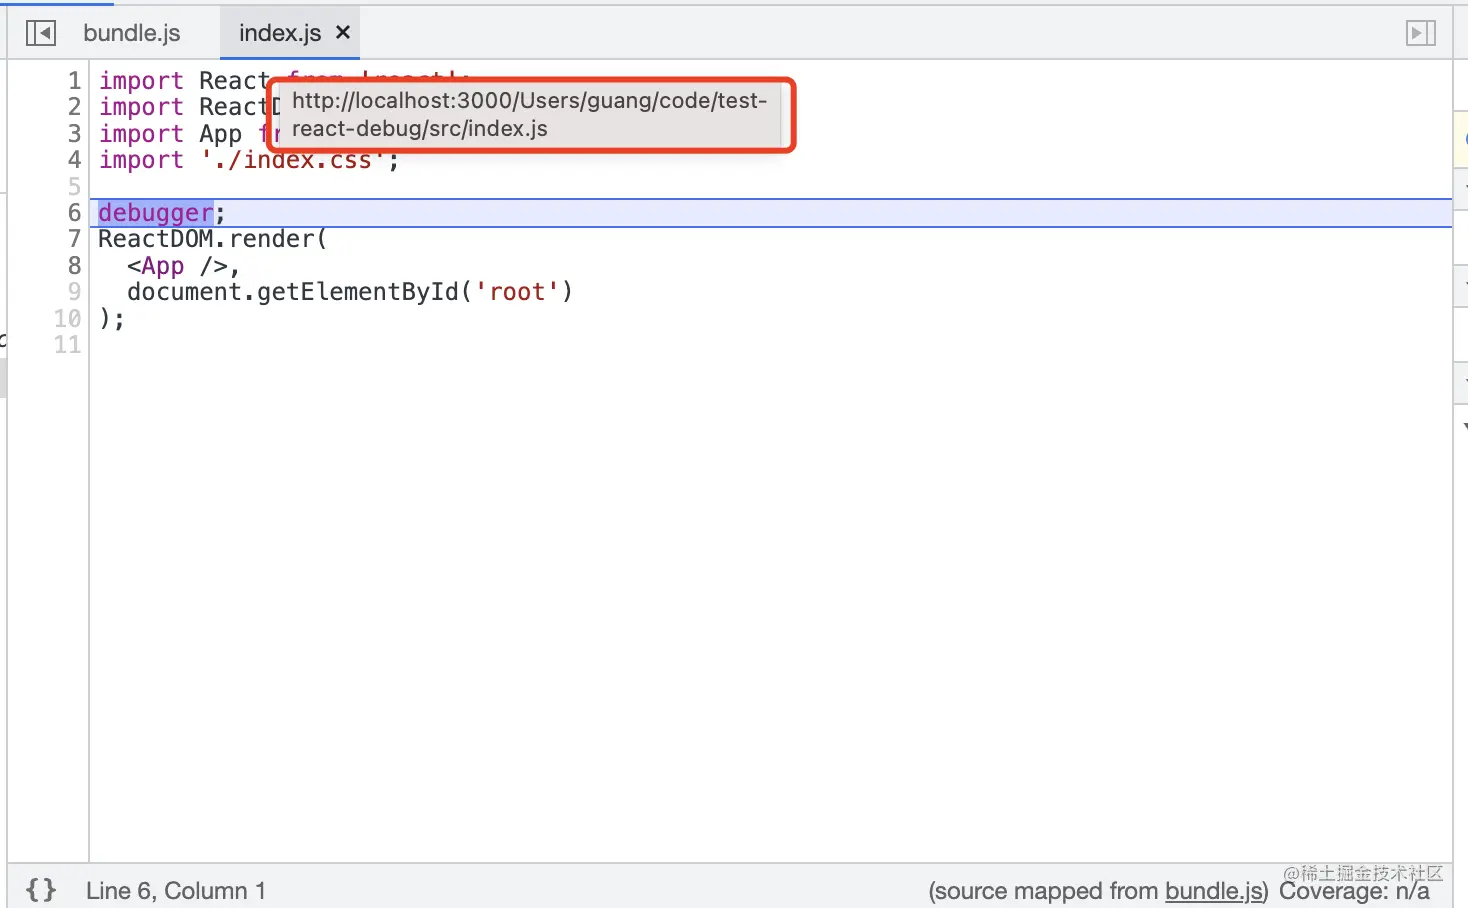 bundle.js
index.js ×
1 import React from 'react';
2 import ReactD
3 import App fr
4 import './index.css';
http://localhost:3000/Users/guang/code/test-
react-debug/src/index.js
5
6 debugger;
7 ReactDOM.render(
8 <App />,
9 document.getElementById('root')
10 );
11
@稀土掘金技术社区
{} Line 6, Column 1
(source mapped from bundle.js) Coverage: n/a